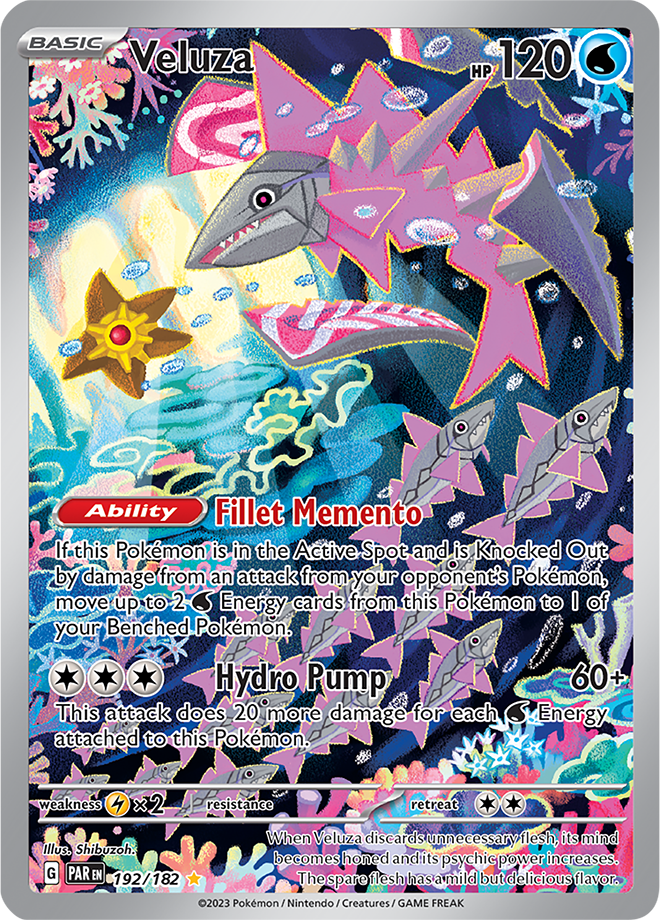 BASIC Veluza HP 120
Ability Fillet Memento
If this Pokémon is in the Active Spot and is Knocked Out
by damage from an attack from your opponent's Pokémon,
move up to 2 Energy cards from this Pokémon to 1 of
your Benched Pokémon.
Hydro Pump 60+
This attack does 20 more damage for each Energy
attached to this Pokémon.
weakness ×2 resistance retreat
Illus. Shibuzoh.
G PAR EN 192/182
When Veluza discards unnecessary flesh, its mind
becomes honed and its psychic power increases.
The spare flesh has a mild but delicious flavor.
©2023 Pokémon / Nintendo / Creatures / GAME FREAK